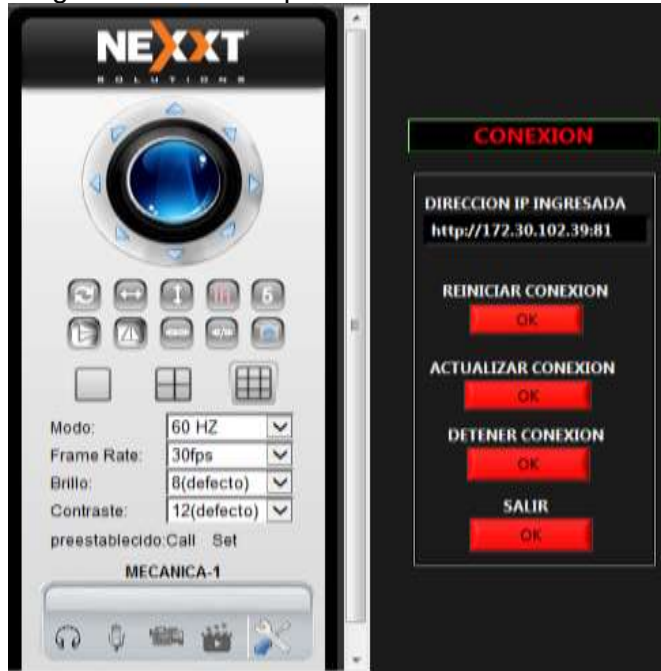 NEXXT
SOLUTIONS
Modo: 60 HZ
Frame Rate: 30fps
Brillo: 8(defecto)
Contraste: 12(defecto)
preestablecido:Call Set
MECANICA-1
CONEXION
DIRECCION IP INGRESADA
http://172.30.102.39:81
REINICIAR CONEXION
OK
ACTUALIZAR CONEXION
OK
DETENER CONEXION
OK
SALIR
OK